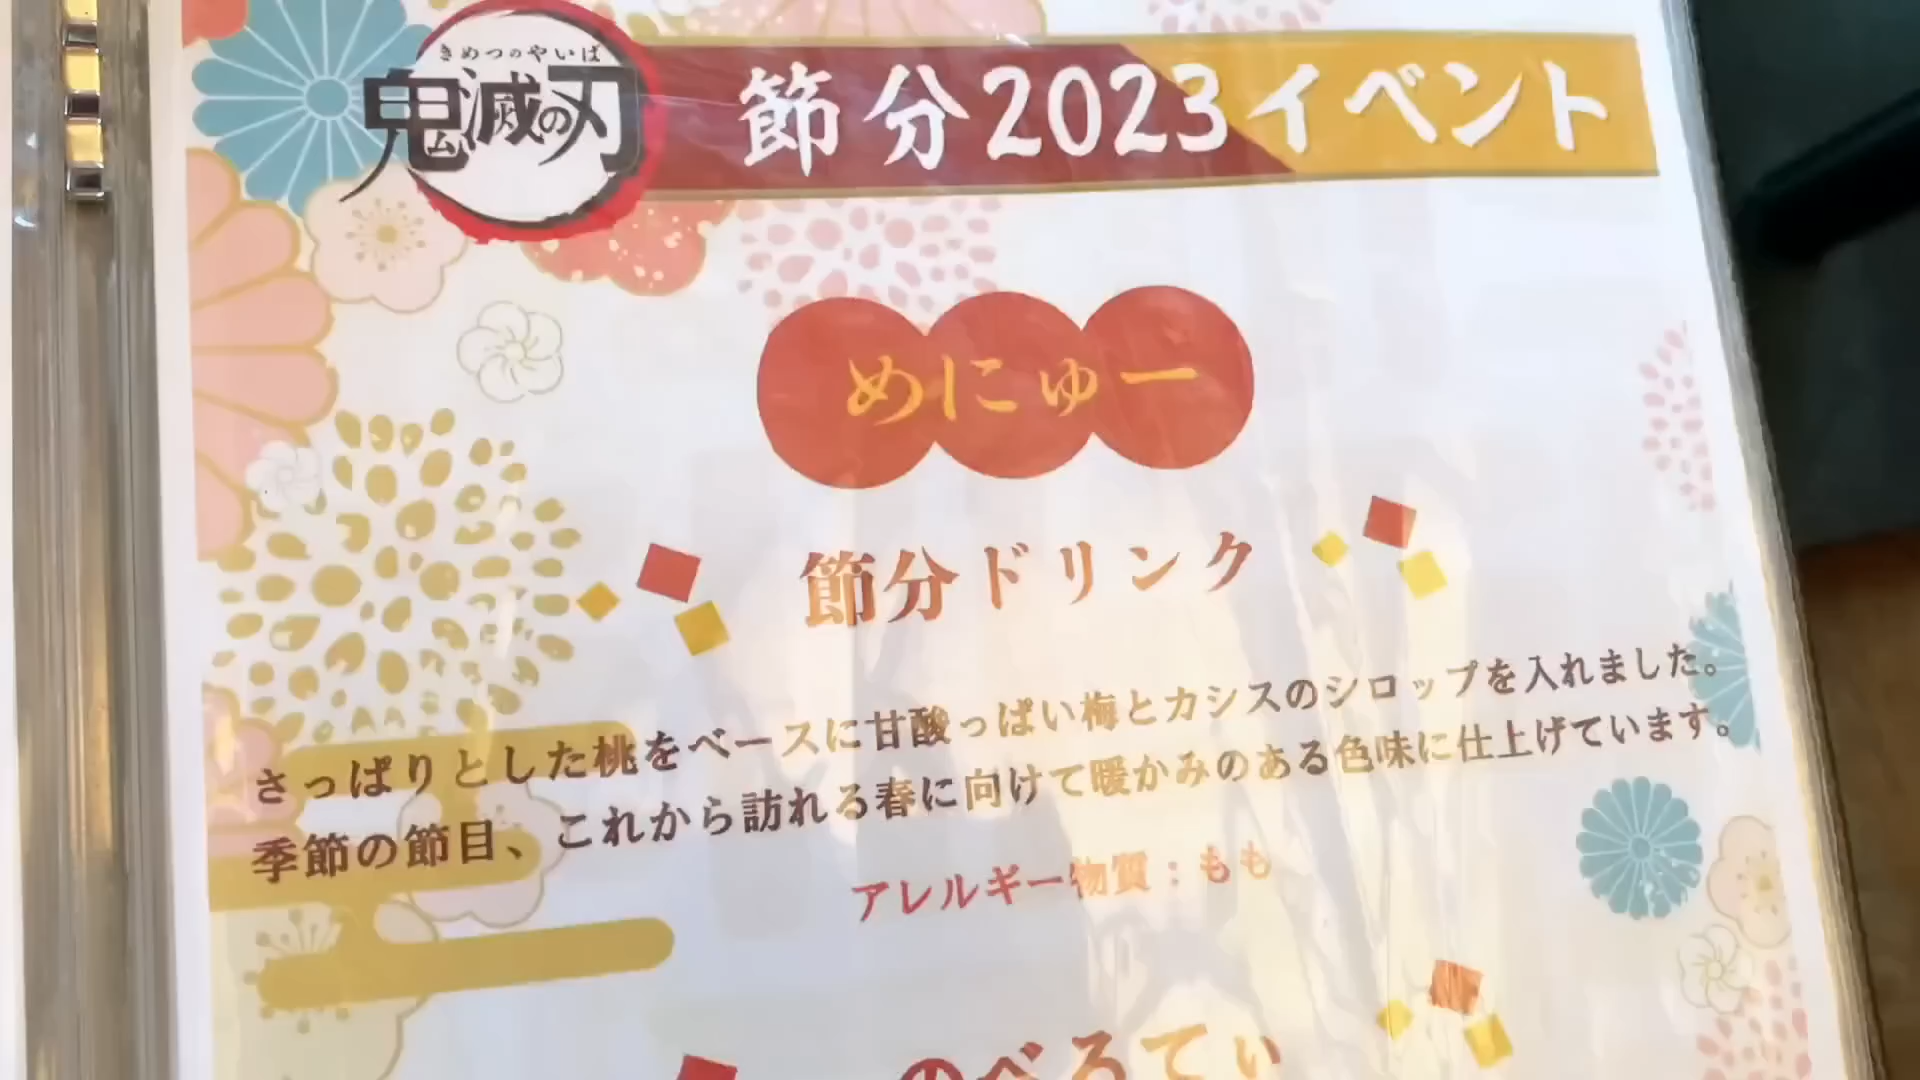 きめつのやいば
鬼滅の刃
節分2023イベント
めにゅー
節分ドリンク
さっぱりとした桃をベースに甘酸っぱい梅とカシスのシロップを入れました。
季節の節目、これから訪れる春に向けて暖かみのある色味に仕上げています。
アレルギー物質：もも
のべるてぃ